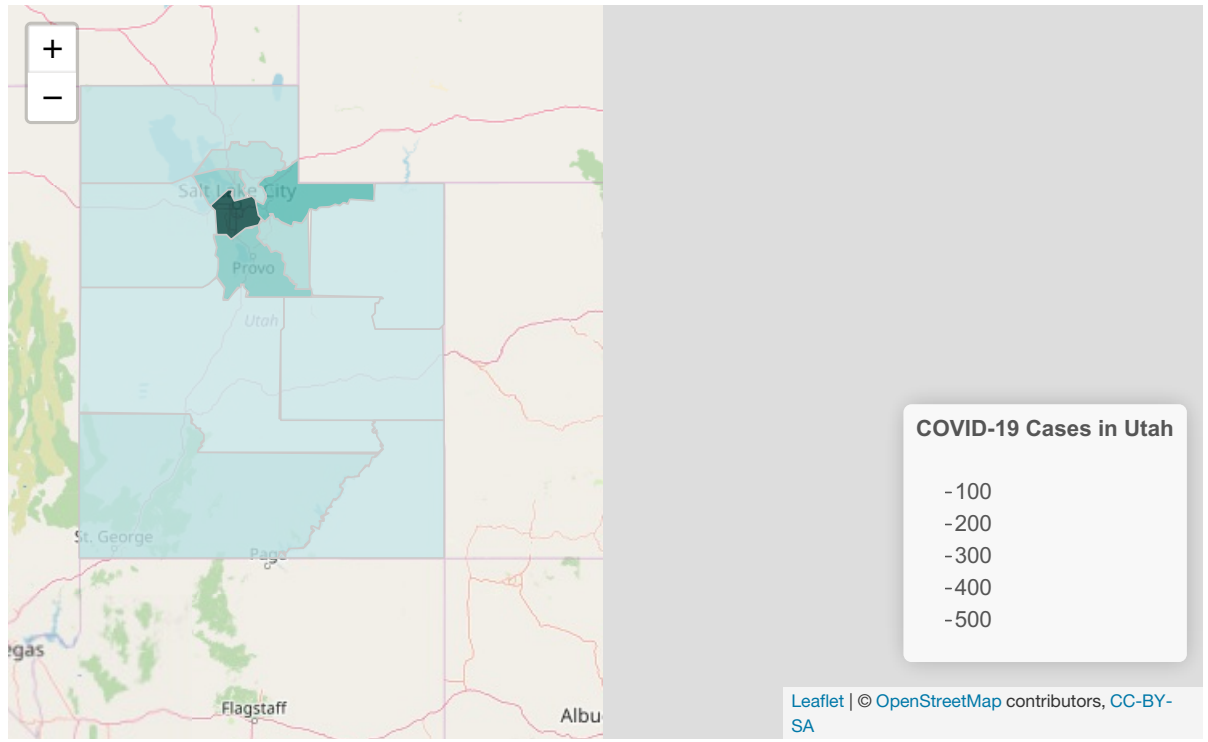 +
−
Salt Lake City
Provo
Utah
St. George
Page
egas
Flagstaff
Albu
COVID-19 Cases in Utah
-100
-200
-300
-400
-500
Leaflet | © OpenStreetMap contributors, CC-BY-
SA